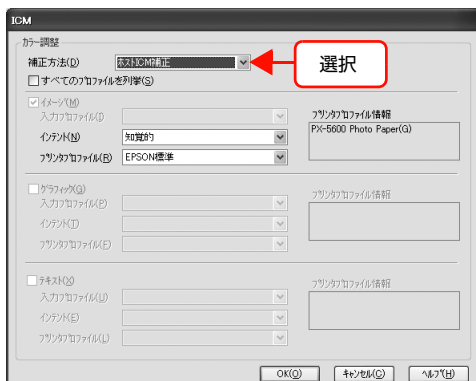 ICM
カラー調整
補正方法(D) ホストICM補正
選択
すべてのプロファイルを列挙(S)
イメージ(M)
入力プロファイル(I)
プリンタプロファイル情報
インテント(N) 知覚的
PX-5600 Photo Paper(G)
プリンタプロファイル(R) EPSON標準
グラフィック(G)
入力プロファイル(P)
プリンタプロファイル情報
インテント(T)
プリンタプロファイル(F)
テキスト(X)
入力プロファイル(U)
プリンタプロファイル情報
インテント(E)
プリンタプロファイル(L)
OK(O) キャンセル(C) ヘルプ(H)